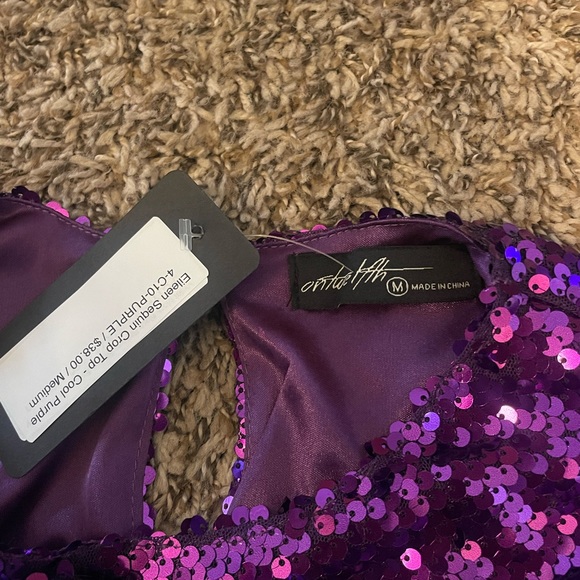 Eileen Sequin Crop Top - Cool Purple
4-C10-PURPLE / $38.00 / Medium
M MADE IN CHINA